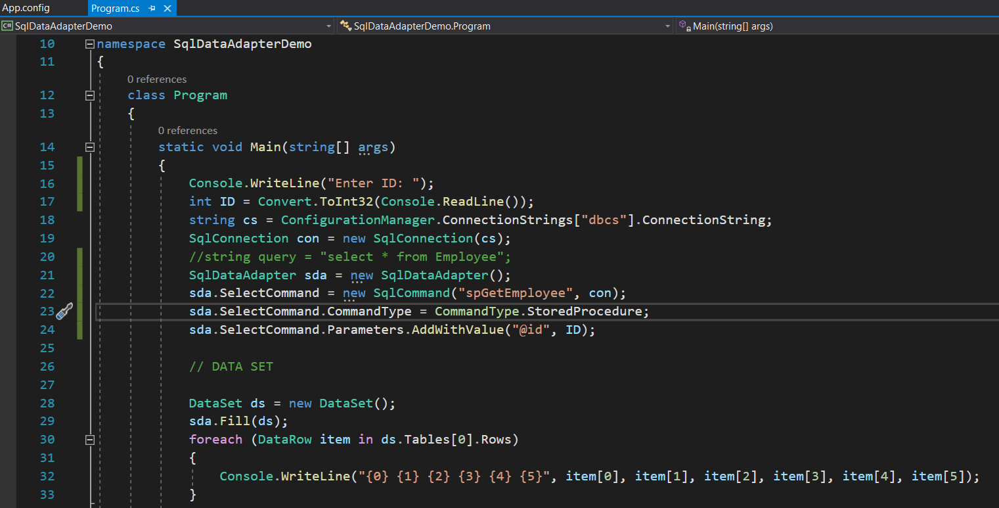 App.config Program.cs
SqlDataAdapterDemo SqlDataAdapterDemo.Program Main(string[] args)
10 namespace SqlDataAdapterDemo
11 {
0 references
12 class Program
13 {
0 references
14 static void Main(string[] args)
15 {
16 Console.WriteLine("Enter ID: ");
17 int ID = Convert.ToInt32(Console.ReadLine());
18 string cs = ConfigurationManager.ConnectionStrings["dbcs"].ConnectionString;
19 SqlConnection con = new SqlConnection(cs);
20 //string query = "select * from Employee";
21 SqlDataAdapter sda = new SqlDataAdapter();
22 sda.SelectCommand = new SqlCommand("spGetEmployee", con);
23 sda.SelectCommand.CommandType = CommandType.StoredProcedure;
24 sda.SelectCommand.Parameters.AddWithValue("@id", ID);
25
26 // DATA SET
27
28 DataSet ds = new DataSet();
29 sda.Fill(ds);
30 foreach (DataRow item in ds.Tables[0].Rows)
31 {
32 Console.WriteLine("{0} {1} {2} {3} {4} {5}", item[0], item[1], item[2], item[3], item[4], item[5]);
33 }